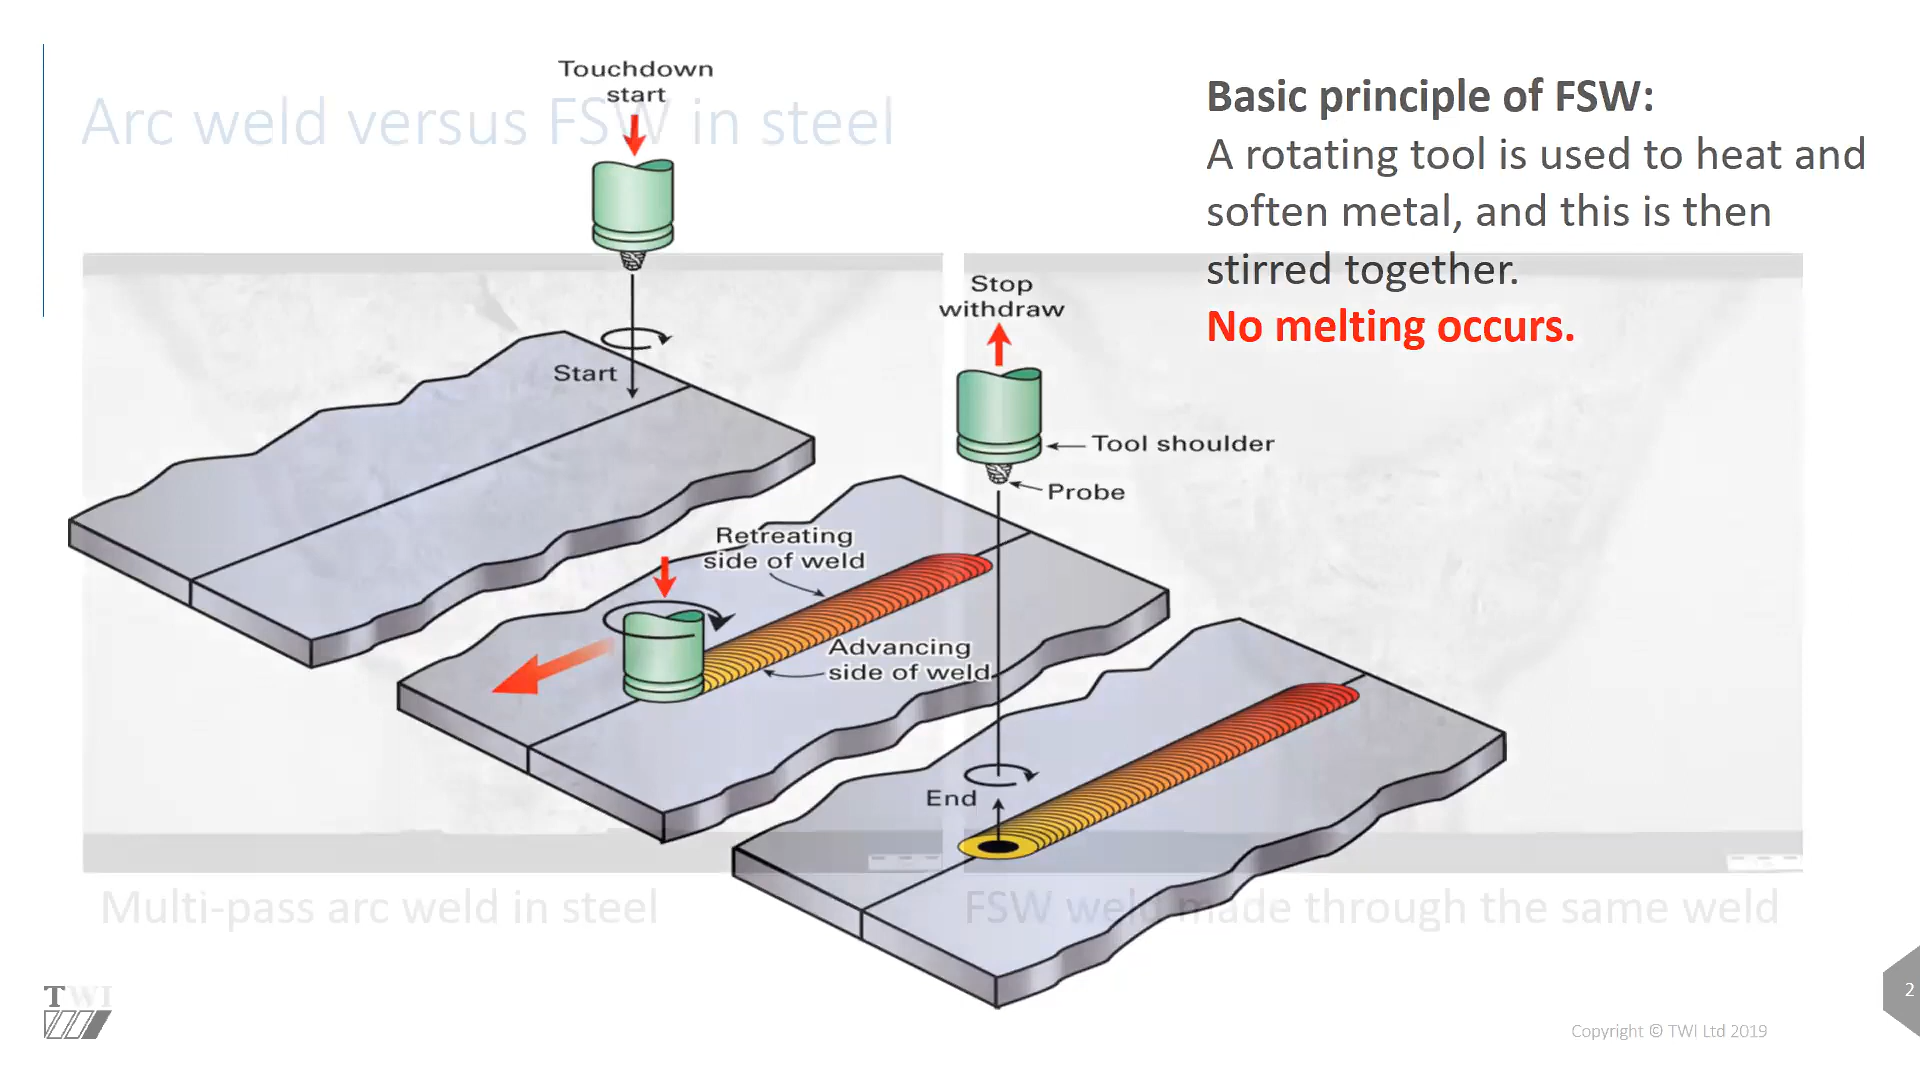 Touchdown
start
Arc weld versus FSW in steel
Basic principle of FSW:
A rotating tool is used to heat and
soften metal, and this is then
stirred together.
No melting occurs.
Stop
withdraw
Start
Tool shoulder
Probe
Retreating
side of weld
Advancing
side of weld
End
Multi-pass arc weld in steel
FSW weld made through the same weld
TWI
2
Copyright © TWI Ltd 2019